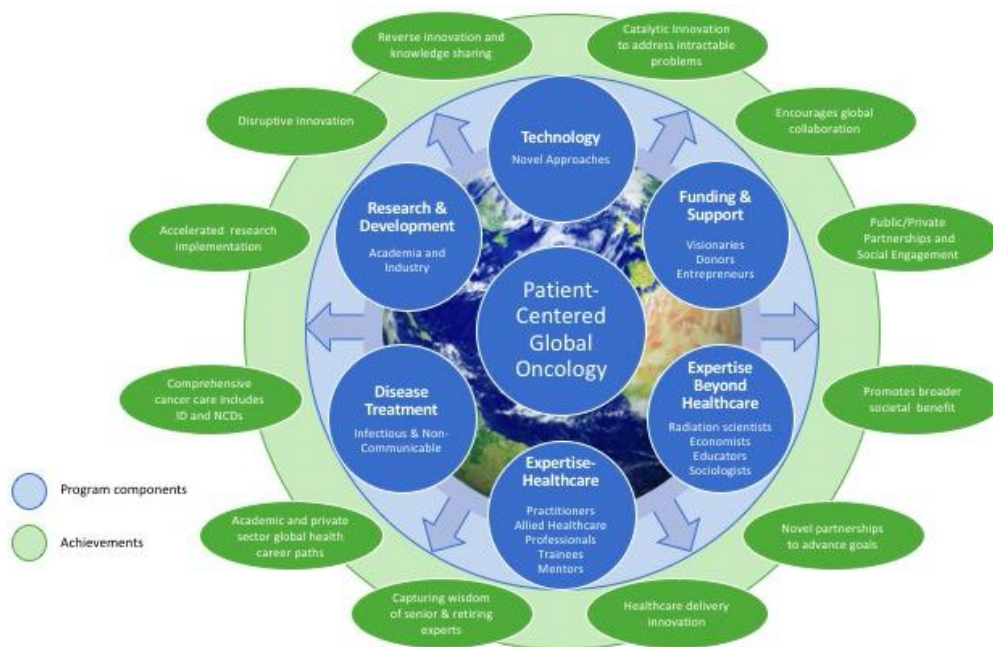 Reverse innovation and
knowledge sharing
Catalytic Innovation
to address intractable
problems
Disruptive innovation
Encourages global
collaboration
Technology
Novel Approaches
Research &
Development
Academia and
Industry
Funding &
Support
Visionaries
Donors
Entrepreneurs
Accelerated research
implementation
Public/Private
Partnerships and
Social Engagement
Patient-
Centered
Global
Oncology
Comprehensive
cancer care includes
ID and NCDs
Disease
Treatment
Infectious & Non-
Communicable
Expertise
Beyond
Healthcare
Radiation scientists
Economists
Educators
Sociologists
Promotes broader
societal benefit
Expertise-
Healthcare
Practitioners
Allied Healthcare
Professionals
Trainees
Mentors
Program components
Achievements
Academic and private
sector global health
career paths
Novel partnerships
to advance goals
Capturing wisdom
of senior & retiring
experts
Healthcare delivery
innovation